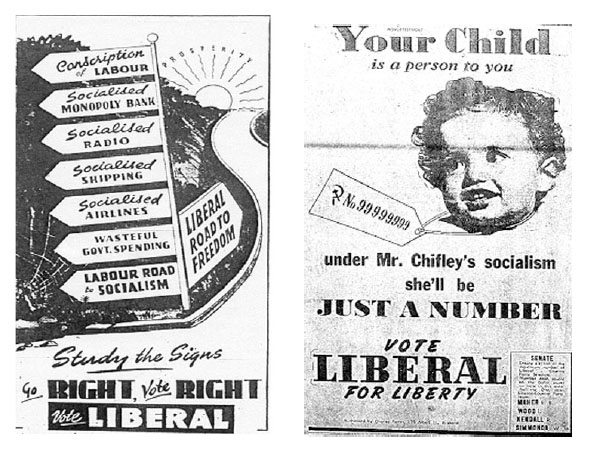 PROSPERITY
Conscription
of LABOUR
Socialised
MONOPOLY BANK
Socialised
RADIO
Socialised
SHIPPING
Socialised
AIRLINES
WASTEFUL
GOVT. SPENDING
LABOUR ROAD
to SOCIALISM
LIBERAL
ROAD TO
FREEDOM
Study the Signs
Go RIGHT, Vote RIGHT
Vote LIBERAL
Your Child
is a person to you
No 99999999
under Mr. Chifley's socialism
she'll be
JUST A NUMBER
VOTE
LIBERAL
FOR LIBERTY
SENATE
MAHER
WOOD
KENDALL
SIMMONDS